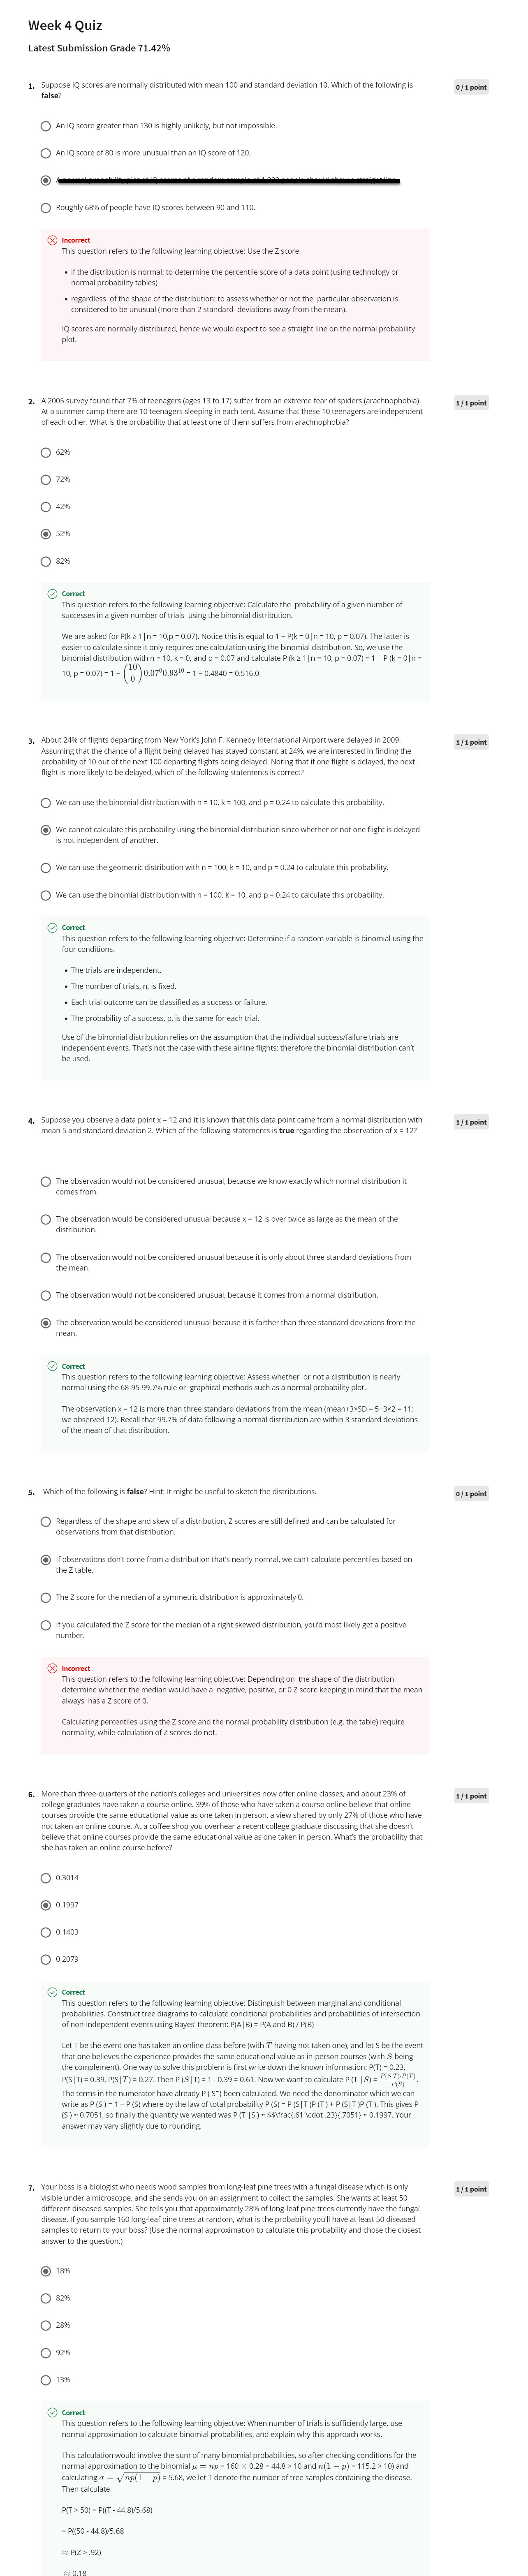 Week 4 Quiz
Latest Submission Grade 71.42%
1. Suppose IQ scores are normally distributed with mean 100 and standard deviation 10. Which of the following is
false?
0 / 1 point
An IQ score greater than 130 is highly unlikely, but not impossible.
An IQ score of 80 is more unusual than an IQ score of 120.
Roughly 68% of people have IQ scores between 90 and 110.
Incorrect
This question refers to the following learning objective: Use the Z score
• if the distribution is normal: to determine the percentile score of a data point (using technology or
normal probability tables)
• regardless of the shape of the distribution: to assess whether or not the particular observation is
considered to be unusual (more than 2 standard deviations away from the mean).
IQ scores are normally distributed, hence we would expect to see a straight line on the normal probability
plot.
2. A 2005 survey found that 7% of teenagers (ages 13 to 17) suffer from an extreme fear of spiders (arachnophobia).
At a summer camp there are 10 teenagers sleeping in each tent. Assume that these 10 teenagers are independent
of each other. What is the probability that at least one of them suffers from arachnophobia?
1 / 1 point
62%
72%
42%
52%
82%
Correct
This question refers to the following learning objective: Calculate the probability of a given number of
successes in a given number of trials using the binomial distribution.
We are asked for P(k ≥ 1|n = 10,p = 0.07). Notice this is equal to 1 − P(k = 0|n = 10, p = 0.07). The latter is
easier to calculate since it only requires one calculation using the binomial distribution. So, we use the
binomial distribution with n = 10, k = 0, and p = 0.07 and calculate P (k ≥ 1|n = 10, p = 0.07) = 1 − P (k = 0|n =
10, p = 0.07) = 1 − (10 0) 0.07⁰0.93¹⁰ = 1 − 0.4840 = 0.516.0
3. About 24% of flights departing from New York's John F. Kennedy International Airport were delayed in 2009.
Assuming that the chance of a flight being delayed has stayed constant at 24%, we are interested in finding the
probability of 10 out of the next 100 departing flights being delayed. Noting that if one flight is delayed, the next
flight is more likely to be delayed, which of the following statements is correct?
1 / 1 point
We can use the binomial distribution with n = 10, k = 100, and p = 0.24 to calculate this probability.
We cannot calculate this probability using the binomial distribution since whether or not one flight is delayed
is not independent of another.
We can use the geometric distribution with n = 100, k = 10, and p = 0.24 to calculate this probability.
We can use the binomial distribution with n = 100, k = 10, and p = 0.24 to calculate this probability.
Correct
This question refers to the following learning objective: Determine if a random variable is binomial using the
four conditions.
• The trials are independent.
• The number of trials, n, is fixed.
• Each trial outcome can be classified as a success or failure.
• The probability of a success, p, is the same for each trial.
Use of the binomial distribution relies on the assumption that the individual success/failure trials are
independent events. That's not the case with these airline flights; therefore the binomial distribution can't
be used.
4. Suppose you observe a data point x = 12 and it is known that this data point came from a normal distribution with
mean 5 and standard deviation 2. Which of the following statements is true regarding the observation of x = 12?
1 / 1 point
The observation would not be considered unusual, because we know exactly which normal distribution it
comes from.
The observation would be considered unusual because x = 12 is over twice as large as the mean of the
distribution.
The observation would not be considered unusual because it is only about three standard deviations from
the mean.
The observation would not be considered unusual, because it comes from a normal distribution.
The observation would be considered unusual because it is farther than three standard deviations from the
mean.
Correct
This question refers to the following learning objective: Assess whether or not a distribution is nearly
normal using the 68-95-99.7% rule or graphical methods such as a normal probability plot.
The observation x = 12 is more than three standard deviations from the mean (mean+3×SD = 5+3×2 = 11;
we observed 12). Recall that 99.7% of data following a normal distribution are within 3 standard deviations
of the mean of that distribution.
5. Which of the following is false? Hint: It might be useful to sketch the distributions.
0 / 1 point
Regardless of the shape and skew of a distribution, Z scores are still defined and can be calculated for
observations from that distribution.
If observations don't come from a distribution that's nearly normal, we can't calculate percentiles based on
the Z table.
The Z score for the median of a symmetric distribution is approximately 0.
If you calculated the Z score for the median of a right skewed distribution, you'd most likely get a positive
number.
Incorrect
This question refers to the following learning objective: Depending on the shape of the distribution
determine whether the median would have a negative, positive, or 0 Z score keeping in mind that the mean
always has a Z score of 0.
Calculating percentiles using the Z score and the normal probability distribution (e.g. the table) require
normality, while calculation of Z scores do not.
6. More than three-quarters of the nation's colleges and universities now offer online classes, and about 23% of
college graduates have taken a course online. 39% of those who have taken a course online believe that online
courses provide the same educational value as one taken in person, a view shared by only 27% of those who have
not taken an online course. At a coffee shop you overhear a recent college graduate discussing that she doesn't
believe that online courses provide the same educational value as one taken in person. What's the probability that
she has taken an online course before?
1 / 1 point
0.3014
0.1997
0.1403
0.2079
Correct
This question refers to the following learning objective: Distinguish between marginal and conditional
probabilities. Construct tree diagrams to calculate conditional probabilities and probabilities of intersection
of non-independent events using Bayes' theorem: P(A|B) = P(A and B) / P(B)
Let T be the event one has taken an online class before (with T̅ having not taken one), and let S be the event
that one believes the experience provides the same educational value as in-person courses (with S̅ being
the complement). One way to solve this problem is first write down the known information: P(T) = 0.23,
P(S|T) = 0.39, P(S|T̅) = 0.27. Then P (S̅ |T) = 1 - 0.39 = 0.61. Now we want to calculate P (T |S̅) = P(S̅|T)·P(T)/P(S̅).
The terms in the numerator have already P ( S¯) been calculated. We need the denominator which we can
write as P (S¯) = 1 − P (S) where by the law of total probability P (S) = P (S|T )P (T ) + P (S|T¯)P (T¯). This gives P
(S¯) = 0.7051, so finally the quantity we wanted was P (T |S¯) = $$\frac{.61 \cdot .23}{.7051} = 0.1997. Your
answer may vary slightly due to rounding.
7. Your boss is a biologist who needs wood samples from long-leaf pine trees with a fungal disease which is only
visible under a microscope, and she sends you on an assignment to collect the samples. She wants at least 50
different diseased samples. She tells you that approximately 28% of long-leaf pine trees currently have the fungal
disease. If you sample 160 long-leaf pine trees at random, what is the probability you'll have at least 50 diseased
samples to return to your boss? (Use the normal approximation to calculate this probability and chose the closest
answer to the question.)
1 / 1 point
18%
82%
28%
92%
13%
Correct
This question refers to the following learning objective: When number of trials is sufficiently large, use
normal approximation to calculate binomial probabilities, and explain why this approach works.
This calculation would involve the sum of many binomial probabilities, so after checking conditions for the
normal approximation to the binomial μ = np = 160 × 0.28 = 44.8 > 10 and n(1 − p) = 115.2 > 10) and
calculating σ = √np(1 − p) = 5.68, we let T denote the number of tree samples containing the disease.
Then calculate
P(T > 50) = P((T - 44.8)/5.68)
= P((50 - 44.8)/5.68
≈ P(Z > .92)
≈ 0.18